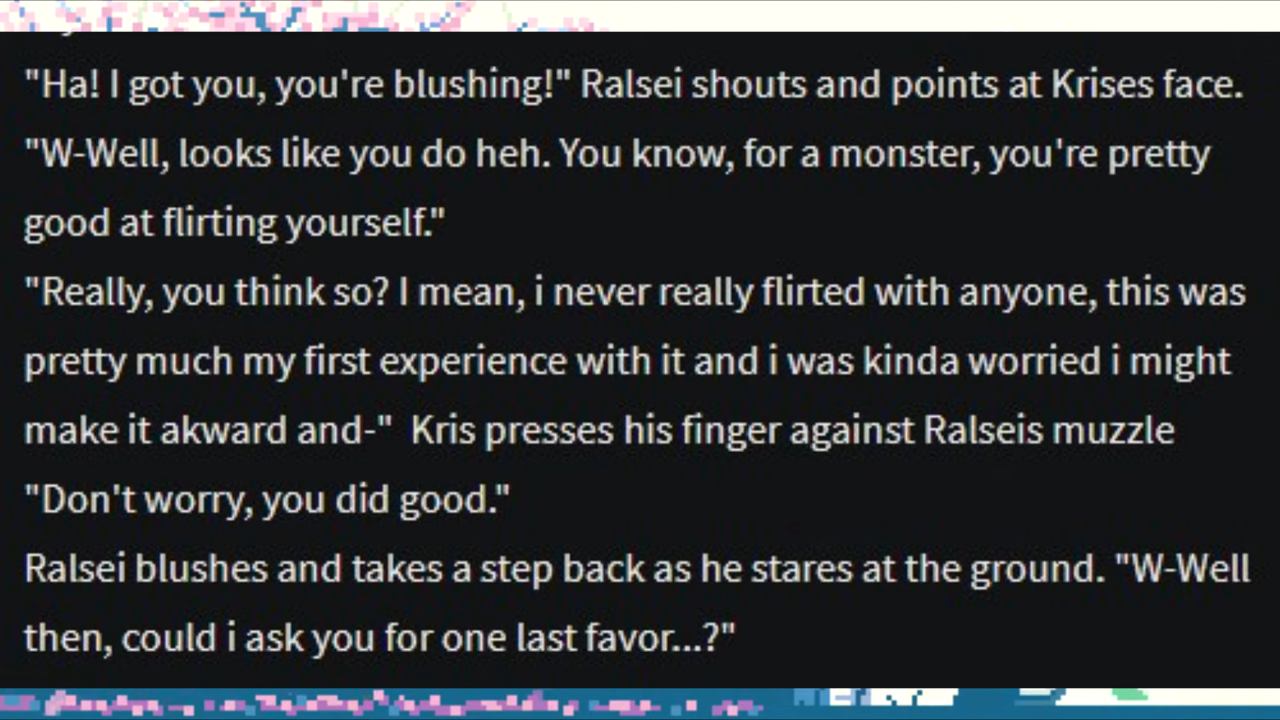 "Ha! I got you, you're blushing!" Ralsei shouts and points at Krises face.
"W-Well, looks like you do heh. You know, for a monster, you're pretty
good at flirting yourself."
"Really, you think so? I mean, i never really flirted with anyone, this was
pretty much my first experience with it and i was kinda worried i might
make it akward and-"  Kris presses his finger against Ralseis muzzle
"Don't worry, you did good."
Ralsei blushes and takes a step back as he stares at the ground. "W-Well
then, could i ask you for one last favor...?"